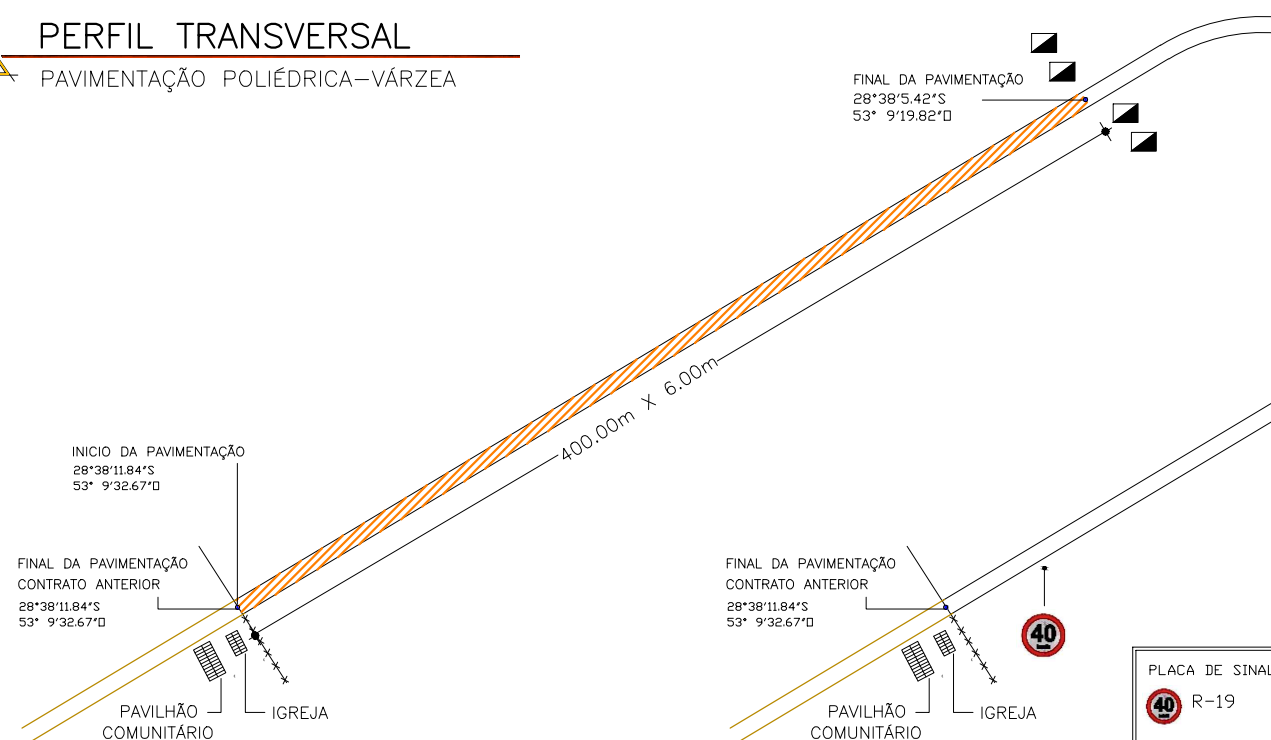 PERFIL TRANSVERSAL
PAVIMENTAÇÃO POLIÉDRICA-VÁRZEA
FINAL DA PAVIMENTAÇÃO
28°38'5.42"S
53° 9'19.82"▯
400.00m X 6.00m
INICIO DA PAVIMENTAÇÃO
28°38'11.84"S
53° 9'32.67"▯
FINAL DA PAVIMENTAÇÃO
CONTRATO ANTERIOR
28°38'11.84"S
53° 9'32.67"▯
PAVILHÃO
COMUNITÁRIO
IGREJA
FINAL DA PAVIMENTAÇÃO
CONTRATO ANTERIOR
28°38'11.84"S
53° 9'32.67"▯
PAVILHÃO
COMUNITÁRIO
IGREJA
40
PLACA DE SINAL
40
R-19